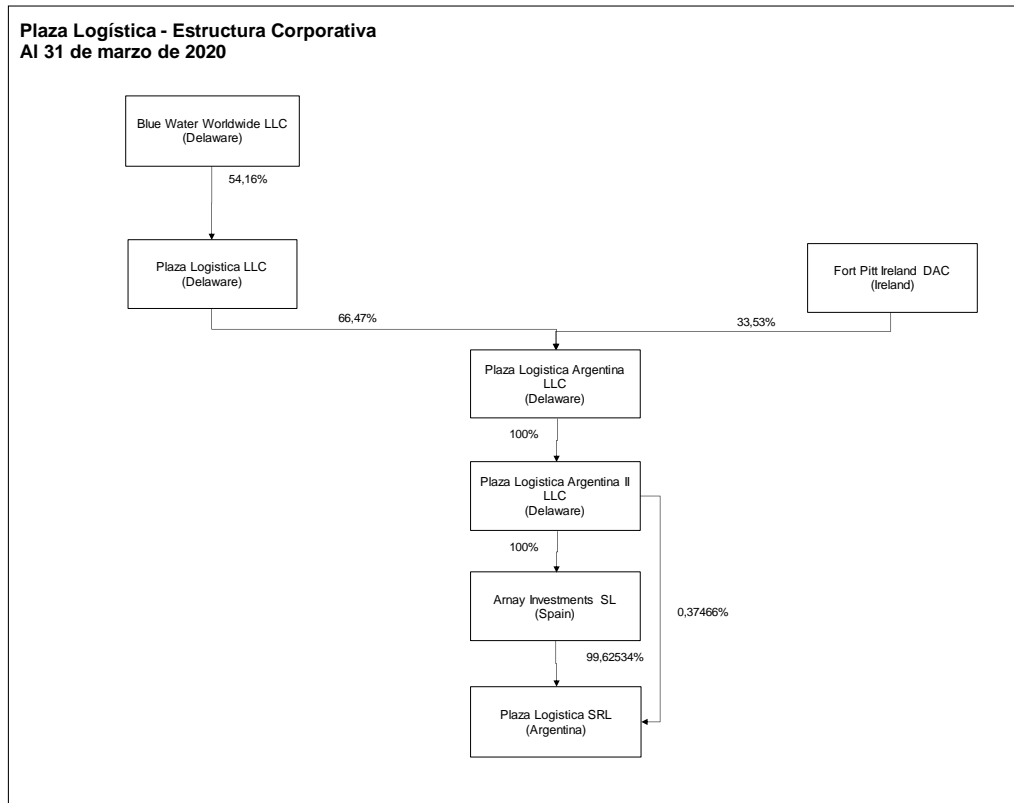 Plaza Logística - Estructura Corporativa
Al 31 de marzo de 2020
Blue Water Worldwide LLC
(Delaware)
54,16%
Plaza Logistica LLC
(Delaware)
Fort Pitt Ireland DAC
(Ireland)
66,47%
33,53%
Plaza Logistica Argentina
LLC
(Delaware)
100%
Plaza Logistica Argentina II
LLC
(Delaware)
100%
Arnay Investments SL
(Spain)
0,37466%
99,62534%
Plaza Logistica SRL
(Argentina)